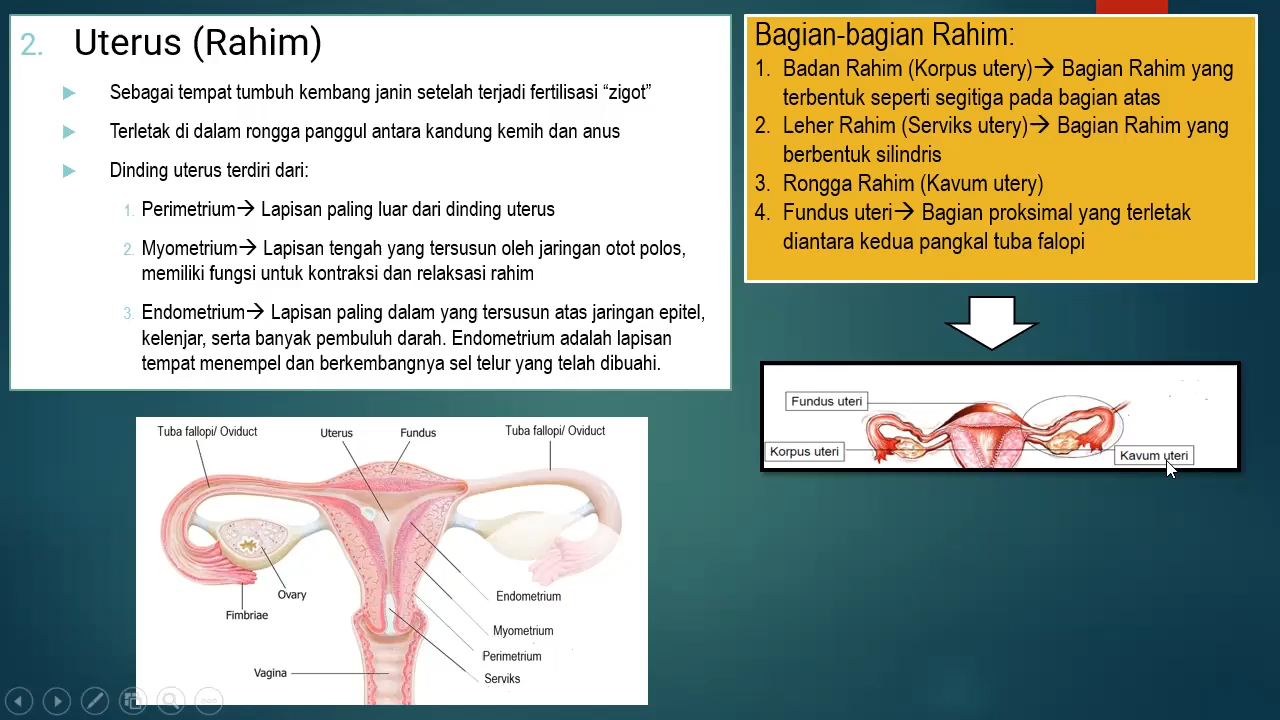 2. Uterus (Rahim)
Sebagai tempat tumbuh kembang janin setelah terjadi fertilisasi “zigot”
Terletak di dalam rongga panggul antara kandung kemih dan anus
Dinding uterus terdiri dari:
1. Perimetrium→ Lapisan paling luar dari dinding uterus
2. Myometrium→ Lapisan tengah yang tersusun oleh jaringan otot polos,
memiliki fungsi untuk kontraksi dan relaksasi rahim
3. Endometrium→ Lapisan paling dalam yang tersusun atas jaringan epitel,
kelenjar, serta banyak pembuluh darah. Endometrium adalah lapisan
tempat menempel dan berkembangnya sel telur yang telah dibuahi.
Bagian-bagian Rahim:
1. Badan Rahim (Korpus utery)→ Bagian Rahim yang
terbentuk seperti segitiga pada bagian atas
2. Leher Rahim (Serviks utery)→ Bagian Rahim yang
berbentuk silindris
3. Rongga Rahim (Kavum utery)
4. Fundus uteri→ Bagian proksimal yang terletak
diantara kedua pangkal tuba falopi
Fundus uteri
Korpus uteri
Kavum uteri
Tuba fallopi/ Oviduct
Uterus
Fundus
Tuba fallopi/ Oviduct
Ovary
Fimbriae
Endometrium
Myometrium
Perimetrium
Serviks
Vagina